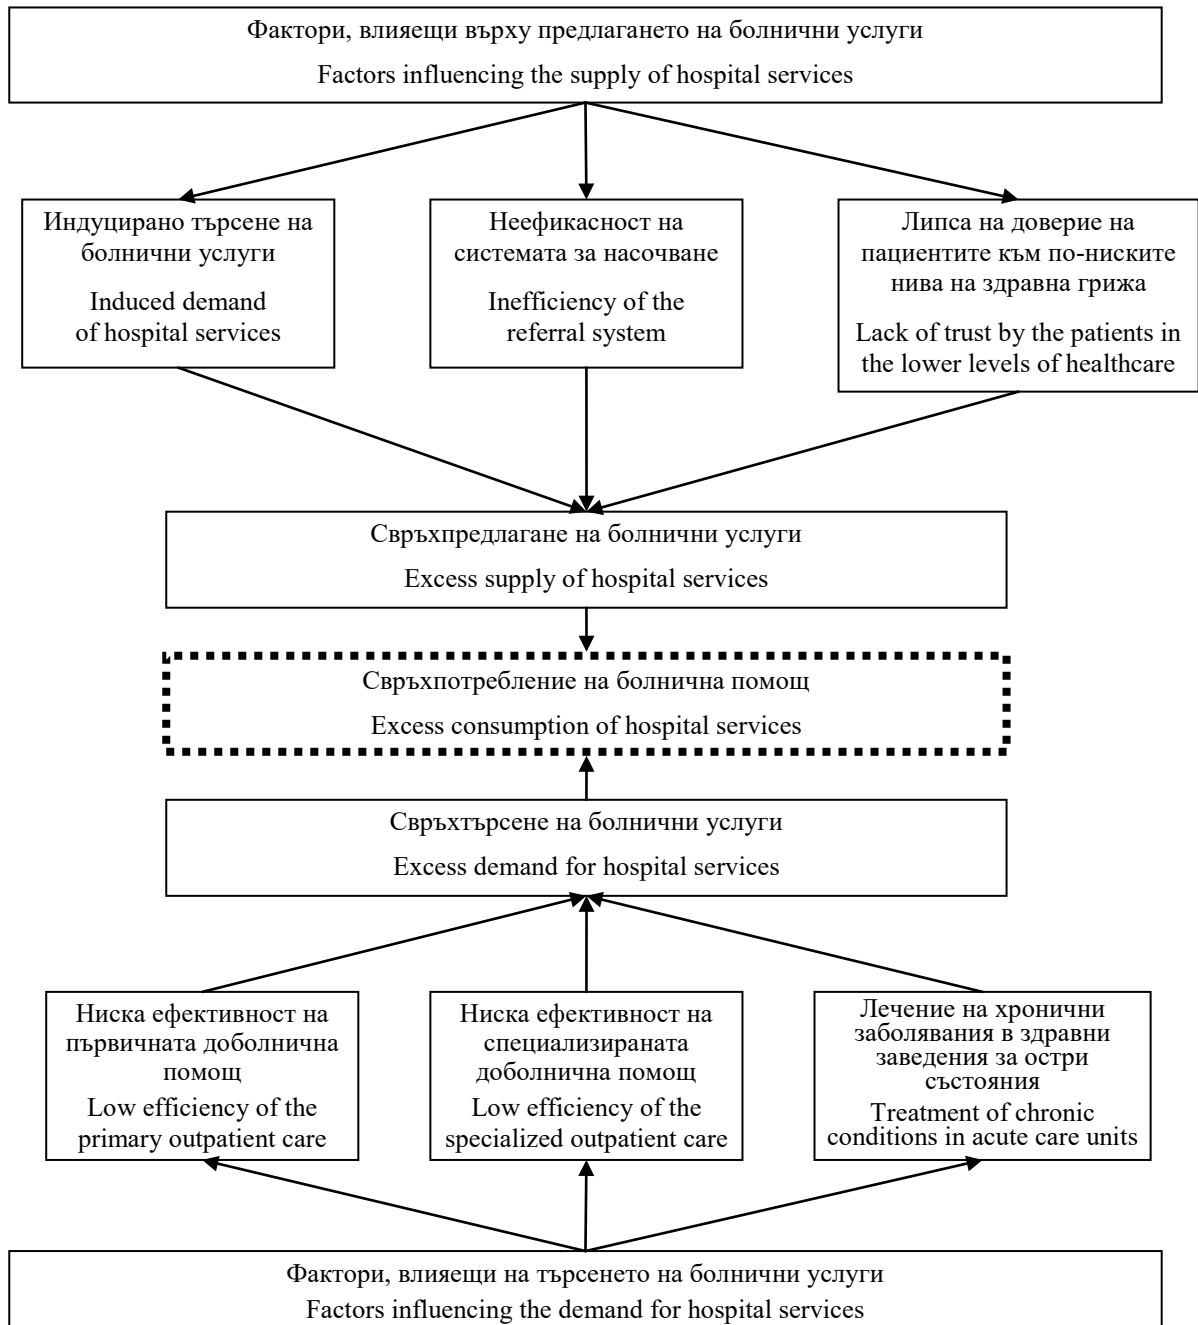 Фактори, влияещи върху предлагането на болнични услуги
Factors influencing the supply of hospital services
Индуцирано търсене на
болнични услуги
Induced demand
of hospital services
Неефикасност на
системата за насочване
Inefficiency of the
referral system
Липса на доверие на
пациентите към по-ниските
нива на здравна грижа
Lack of trust by the patients in
the lower levels of healthcare
Свръхпредлагане на болнични услуги
Excess supply of hospital services
Свръхпотребление на болнична помощ
Excess consumption of hospital services
Свръхтърсене на болнични услуги
Excess demand for hospital services
Ниска ефективност на
първичната доболнична
помощ
Low efficiency of the
primary outpatient care
Ниска ефективност на
специализираната
доболнична помощ
Low efficiency of the
specialized outpatient care
Лечение на хронични
заболявания в здравни
заведения за остри
състояния
Treatment of chronic
conditions in acute care units
Фактори, влияещи на търсенето на болнични услуги
Factors influencing the demand for hospital services